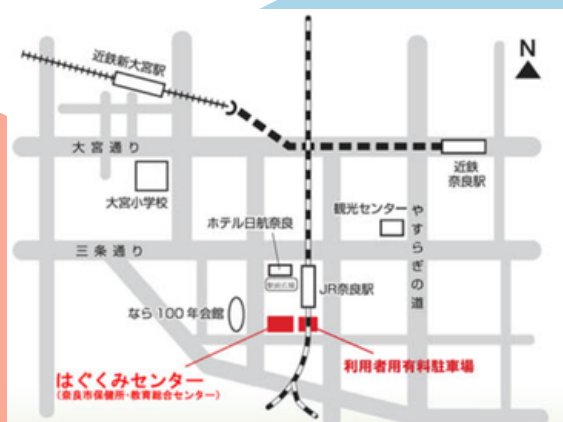 N
近鉄新大宮駅
大宮通り
近鉄
奈良駅
大宮小学校
観光センター
やすらぎの道
ホテル日航奈良
三条通り
JR奈良駅
なら100年会館
はぐくみセンター
(奈良市保健所・教育総合センター)
利用者用有料駐車場